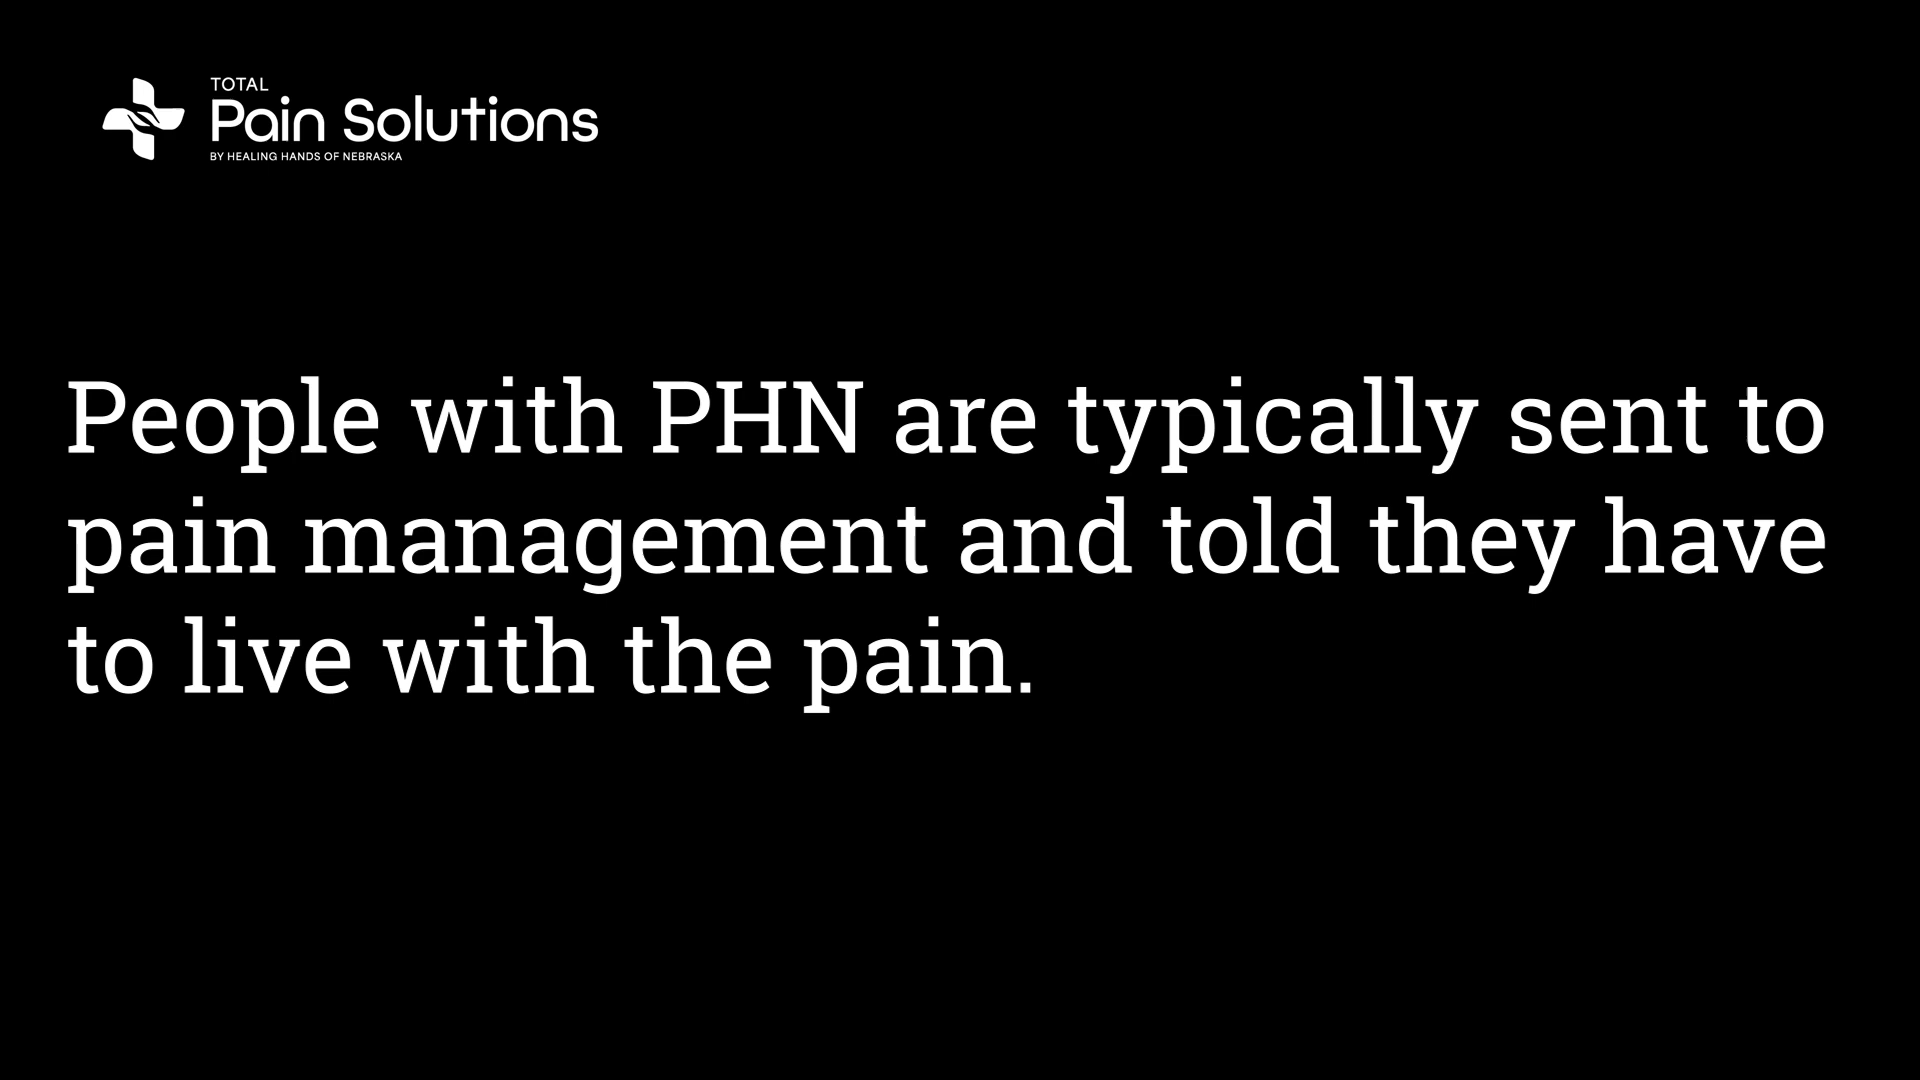 TOTAL
Pain Solutions
BY HEALING HANDS OF NEBRASKA
People with PHN are typically sent to
pain management and told they have
to live with the pain.